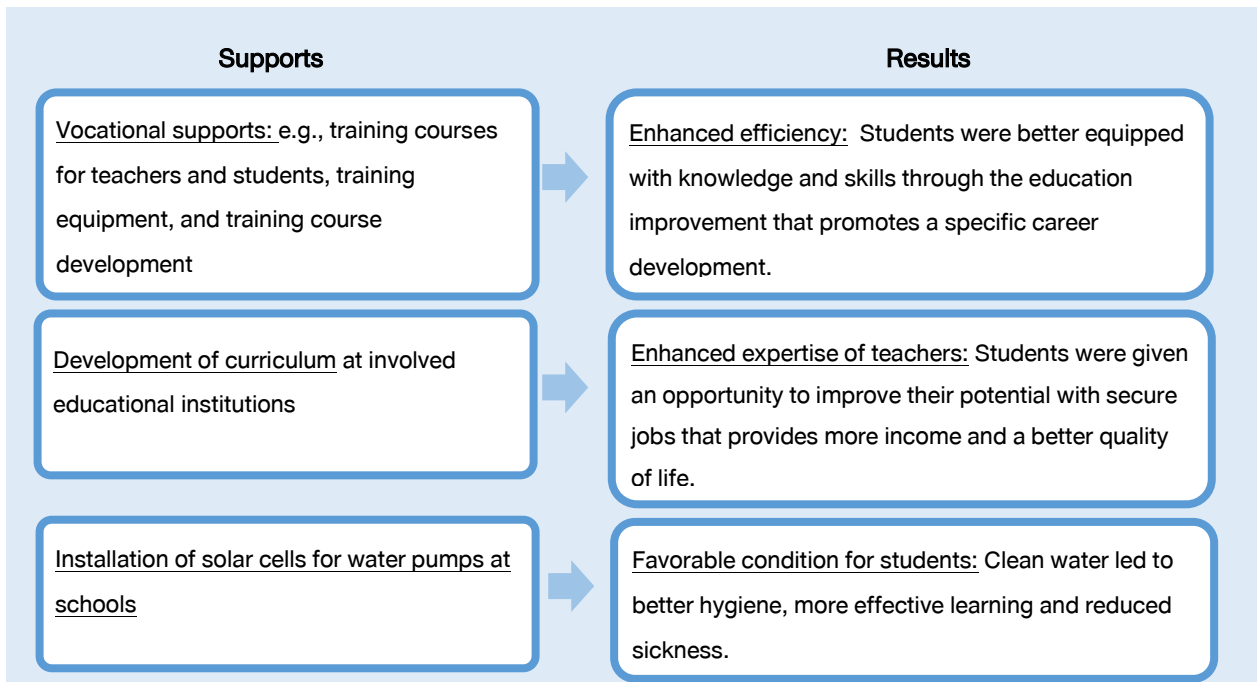 Supports
Results
Vocational supports: e.g., training courses
for teachers and students, training
equipment, and training course
development
Enhanced efficiency: Students were better equipped
with knowledge and skills through the education
improvement that promotes a specific career
development.
Development of curriculum at involved
educational institutions
Enhanced expertise of teachers: Students were given
an opportunity to improve their potential with secure
jobs that provides more income and a better quality
of life.
Installation of solar cells for water pumps at
schools
Favorable condition for students: Clean water led to
better hygiene, more effective learning and reduced
sickness.